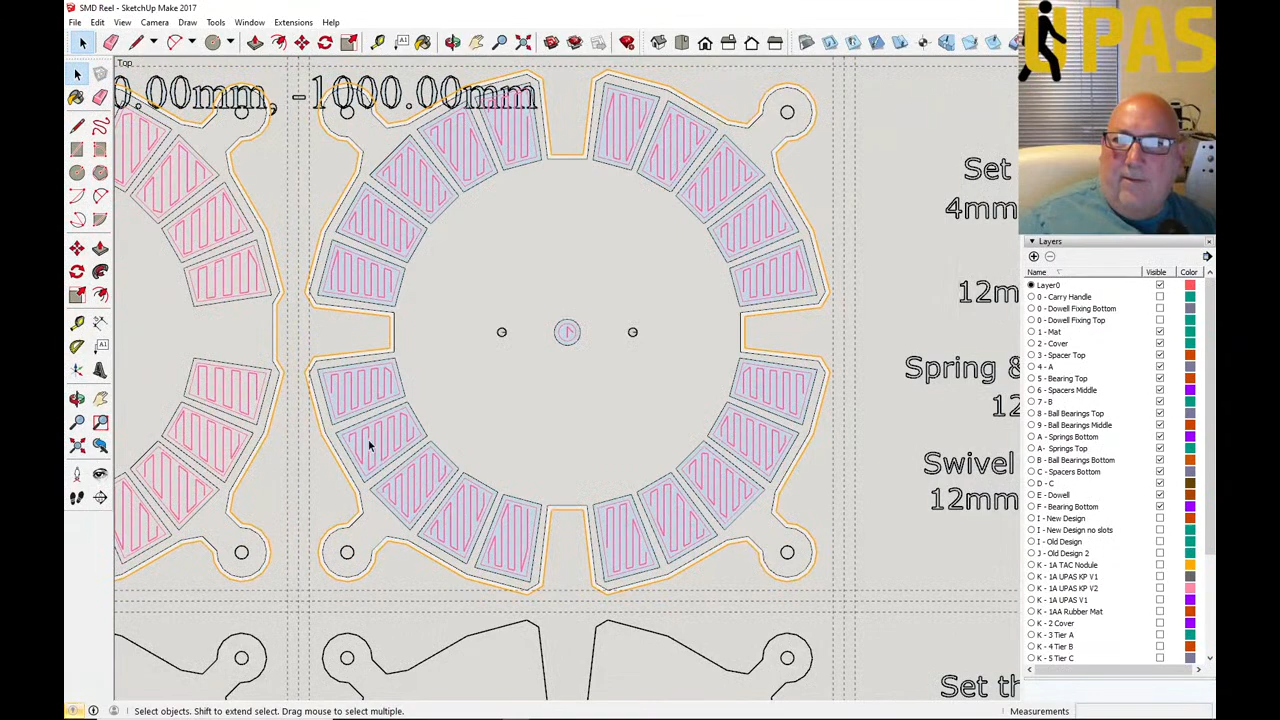 SMD Reel - SketchUp Make 2017
File Edit View Camera Draw Tools Window Extensions Help
Top
0.00mm, -1000.00mm
UPAS
Set
4mm
12m
Spring &
12
Swivel
12mm
Set th
Layers
Name Visible Color
Layer0
0 - Carry Handle
0 - Dowell Fixing Bottom
0 - Dowell Fixing Top
1 - Mat
2 - Cover
3 - Spacer Top
4 - A
5 - Bearing Top
6 - Spacers Middle
7 - B
8 - Ball Bearings Top
9 - Ball Bearings Middle
A - Springs Bottom
A- Springs Top
B - Ball Bearings Bottom
C - Spacers Bottom
D - C
E - Dowell
F - Bearing Bottom
I - New Design
I - New Design no slots
I - Old Design
J - Old Design 2
K - 1A TAC Nodule
K - 1A UPAS KP V1
K - 1A UPAS KP V2
K - 1A UPAS V1
K - 1AA Rubber Mat
K - 2 Cover
K - 3 Tier A
K - 4 Tier B
K - 5 Tier C
Select objects. Shift to extend select. Drag mouse to select multiple.
Measurements